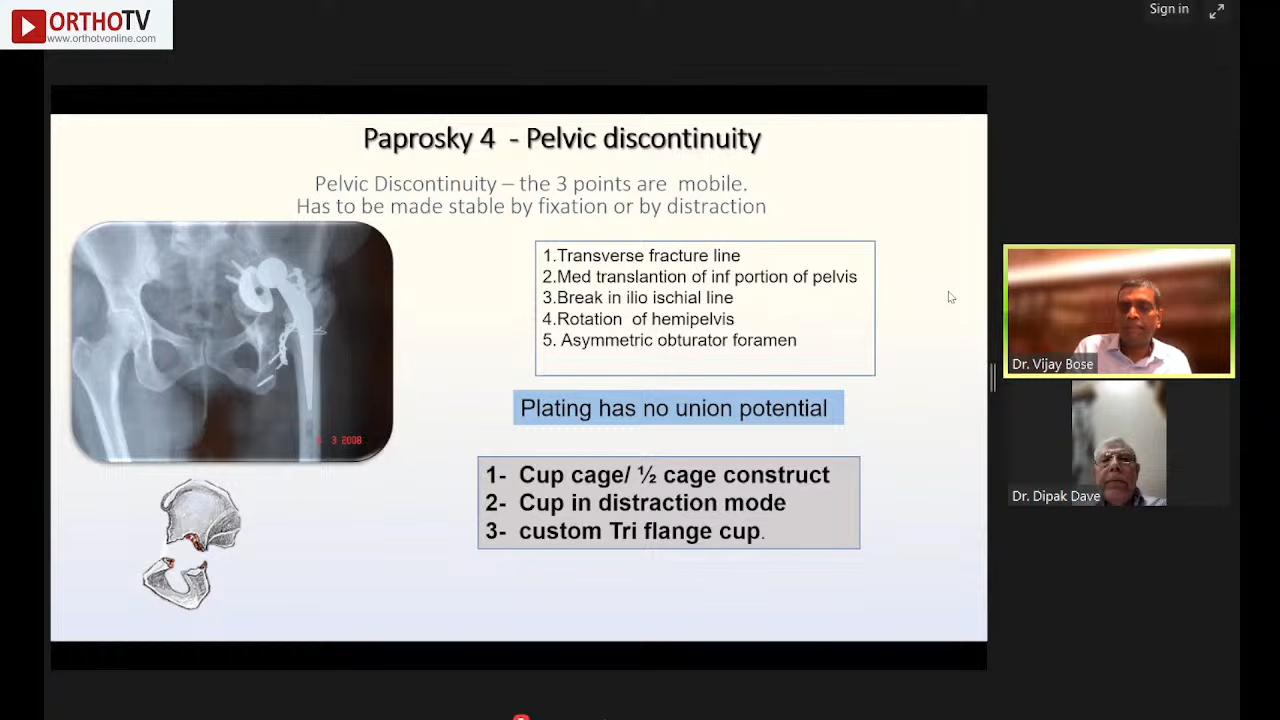 ORTHOTV
www.orthotvonline.com
Sign in
Paprosky 4 - Pelvic discontinuity
Pelvic Discontinuity – the 3 points are mobile.
Has to be made stable by fixation or by distraction
1.Transverse fracture line
2.Med translantion of inf portion of pelvis
3.Break in ilio ischial line
4.Rotation of hemipelvis
5. Asymmetric obturator foramen
Plating has no union potential
1- Cup cage/ ½ cage construct
2- Cup in distraction mode
3- custom Tri flange cup.
3 2008
Dr. Vijay Bose
Dr. Dipak Dave